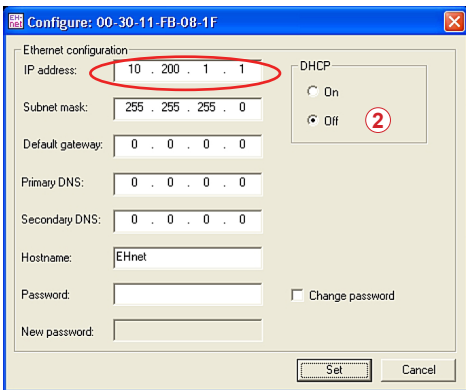 EH-
net
Configure: 00-30-11-FB-08-1F
Ethernet configuration
IP address: 10 . 200 . 1 . 1
DHCP
On
Subnet mask: 255 . 255 . 255 . 0
Off
2
Default gateway: 0 . 0 . 0 . 0
Primary DNS: 0 . 0 . 0 . 0
Secondary DNS: 0 . 0 . 0 . 0
Hostname: EHnet
Password:
Change password
New password:
Set
Cancel